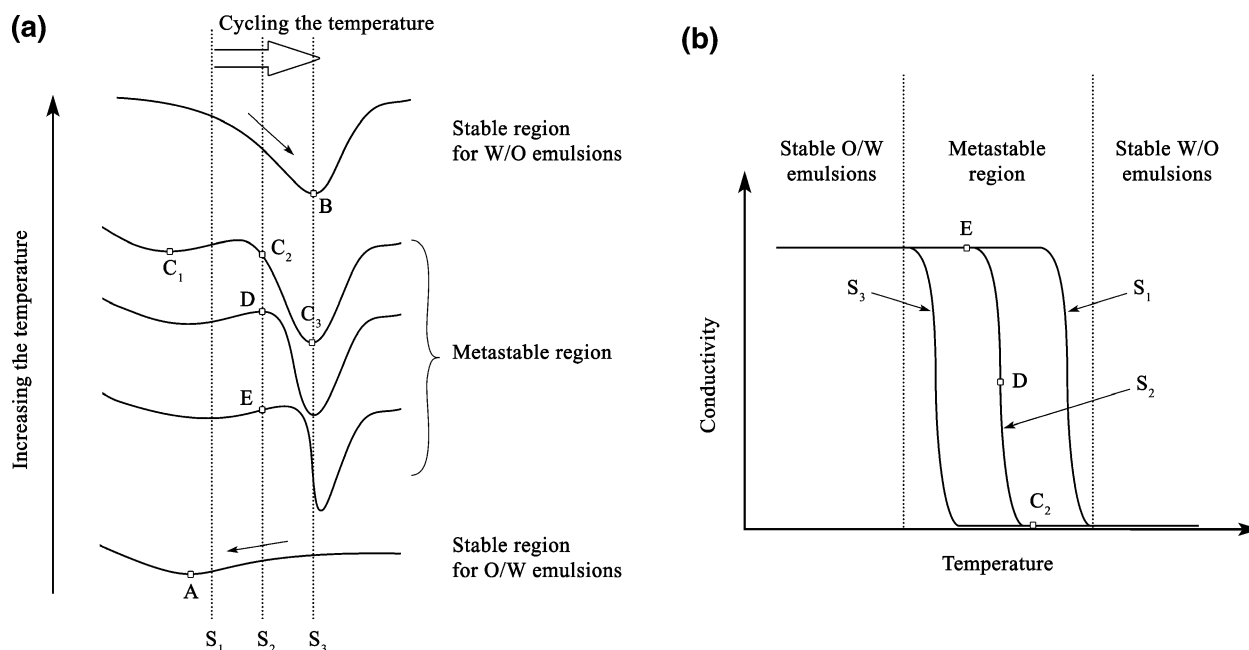 (a)
Cycling the temperature
Increasing the temperature
Stable region
for W/O emulsions
B
C1
C2
D
C3
Metastable region
E
Stable region
for O/W emulsions
A
S1
S2
S3
(b)
Stable O/W
emulsions
Metastable
region
Stable W/O
emulsions
E
S3
S1
D
S2
Conductivity
C2
Temperature